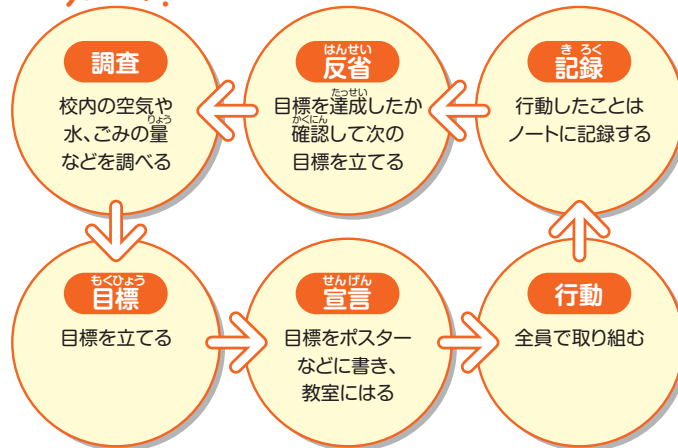 調査
校内の空気や
水、ごみの量
りょう
などを調べる
はんせい
反省
たっせい
目標を達成したか
かくにん
確認して次の
目標を立てる
き ろく
記録
行動したことは
ノートに記録する
もくひょう
目標
目標を立てる
せんげん
宣言
目標をポスター
などに書き、
教室にはる
行動
全員で取り組む